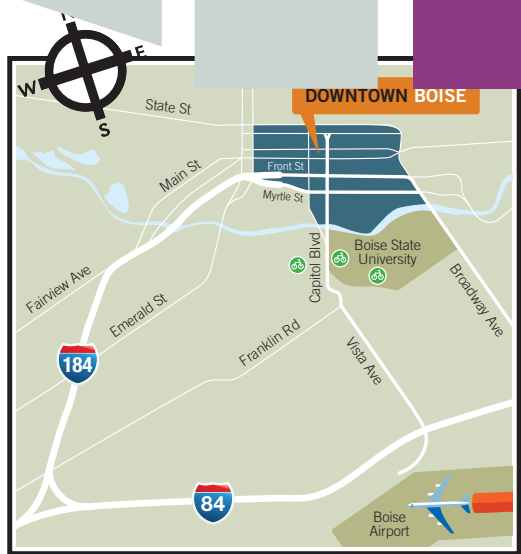 E
W
S
DOWNTOWN BOISE
State St
Main St
Front St
Myrtle St
Capitol Blvd
Boise State
University
Broadway Ave
Fairview Ave
Emerald St
Franklin Rd
Vista Ave
184
84
Boise
Airport